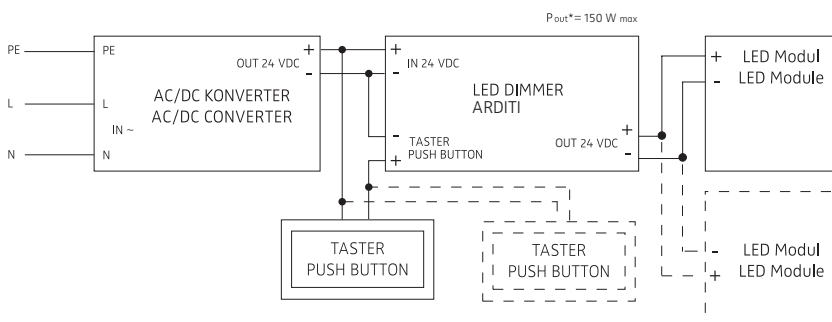 Pout*= 150 W max
PE
PE
+
OUT 24 VDC
-
+
IN 24 VDC
-
+
LED Modul
-
LED Module
L
L
AC/DC KONVERTER
AC/DC CONVERTER
LED DIMMER
ARDITI
IN ~
N
N
-
TASTER
PUSH BUTTON
+
+
OUT 24 VDC
-
TASTER
PUSH BUTTON
TASTER
PUSH BUTTON
-
LED Modul
+
LED Module